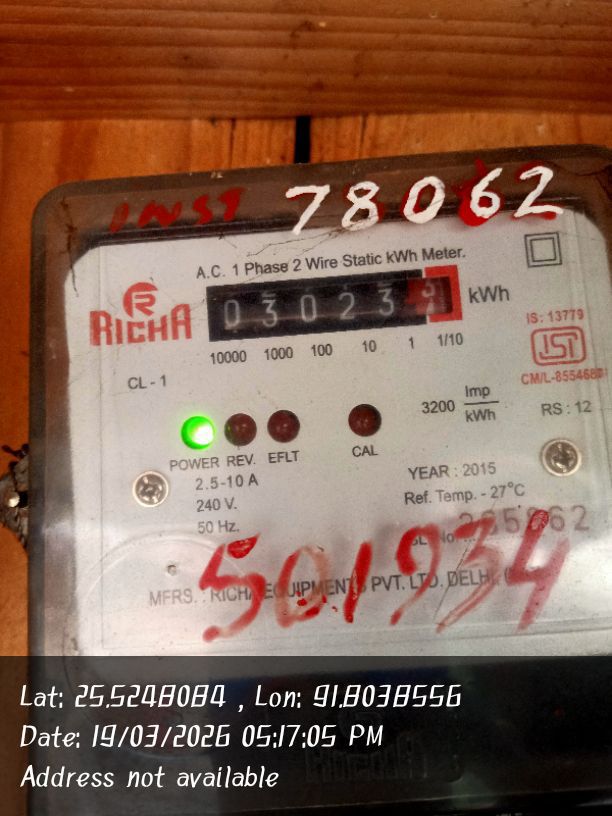 INST 78062
A.C. 1 Phase 2 Wire Static kWh Meter.
RICHA
03023 kWh
10000 1000 100 10 1 1/10
IS: 13779
ISI
CM/L-855468
CL - 1
3200 Imp/kWh
RS : 12
POWER REV. EFLT CAL
2.5-10 A
240 V.
50 Hz.
YEAR : 2015
Ref. Temp. - 27°C
501934
MFRS. : RICHA EQUIPMENTS PVT. LTD. DELHI
Lat: 25.5248084 , Lon: 91.8038556
Date: 19/03/2026 05:17:05 PM
Address not available